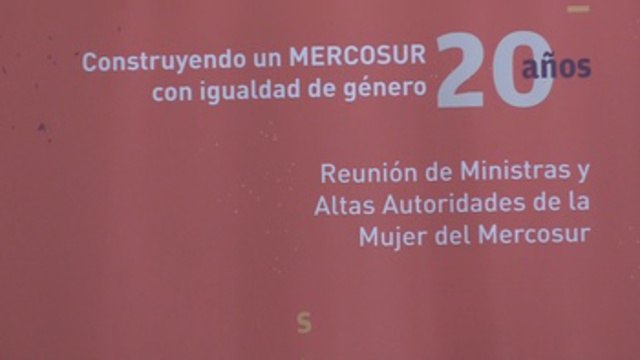 Construyendo un MERCOSUR
con igualdad de género
20 años
Reunión de Ministras y
Altas Autoridades de la
Mujer del Mercosur
S